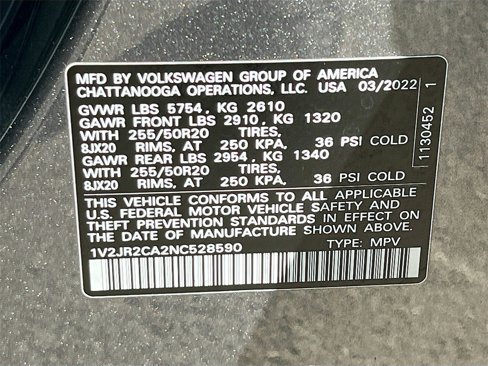 MFD BY VOLKSWAGEN GROUP OF AMERICA
CHATTANOOGA OPERATIONS, LLC. USA 03/2022
GVWR LBS 5754, KG 2610
GAWR FRONT LBS 2910, KG 1320
WITH 255/50R20 TIRES,
8JX20 RIMS, AT 250 KPA, 36 PSI COLD
GAWR REAR LBS 2954, KG 1340
WITH 255/50R20 TIRES,
8JX20 RIMS, AT 250 KPA, 36 PSI COLD
THIS VEHICLE CONFORMS TO ALL APPLICABLE
U.S. FEDERAL MOTOR VEHICLE SAFETY AND
THEFT PREVENTION STANDARDS IN EFFECT ON
THE DATE OF MANUFACTURE SHOWN ABOVE.
1V2JR2CA2NC528590 TYPE: MPV
1130452 1